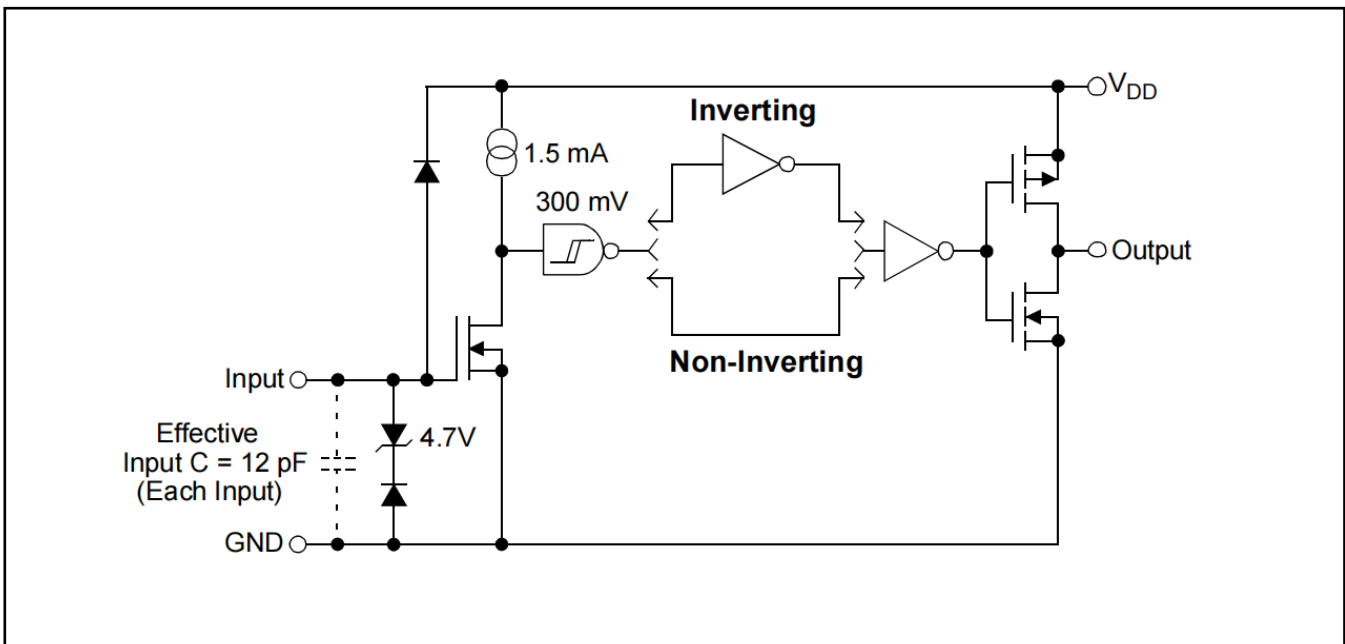 V_DD
Inverting
1.5 mA
300 mV
Output
Non-Inverting
Input
Effective
Input C = 12 pF
(Each Input)
4.7V
GND